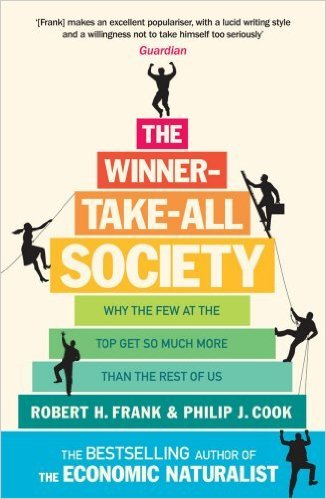 ‘[Frank] makes an excellent populariser, with a lucid writing style
and a willingness not to take himself too seriously’
Guardian
THE
WINNER-
TAKE-ALL
SOCIETY
WHY THE FEW AT THE
TOP GET SO MUCH MORE
THAN THE REST OF US
ROBERT H. FRANK & PHILIP J. COOK
THE BESTSELLING AUTHOR OF
THE ECONOMIC NATURALIST